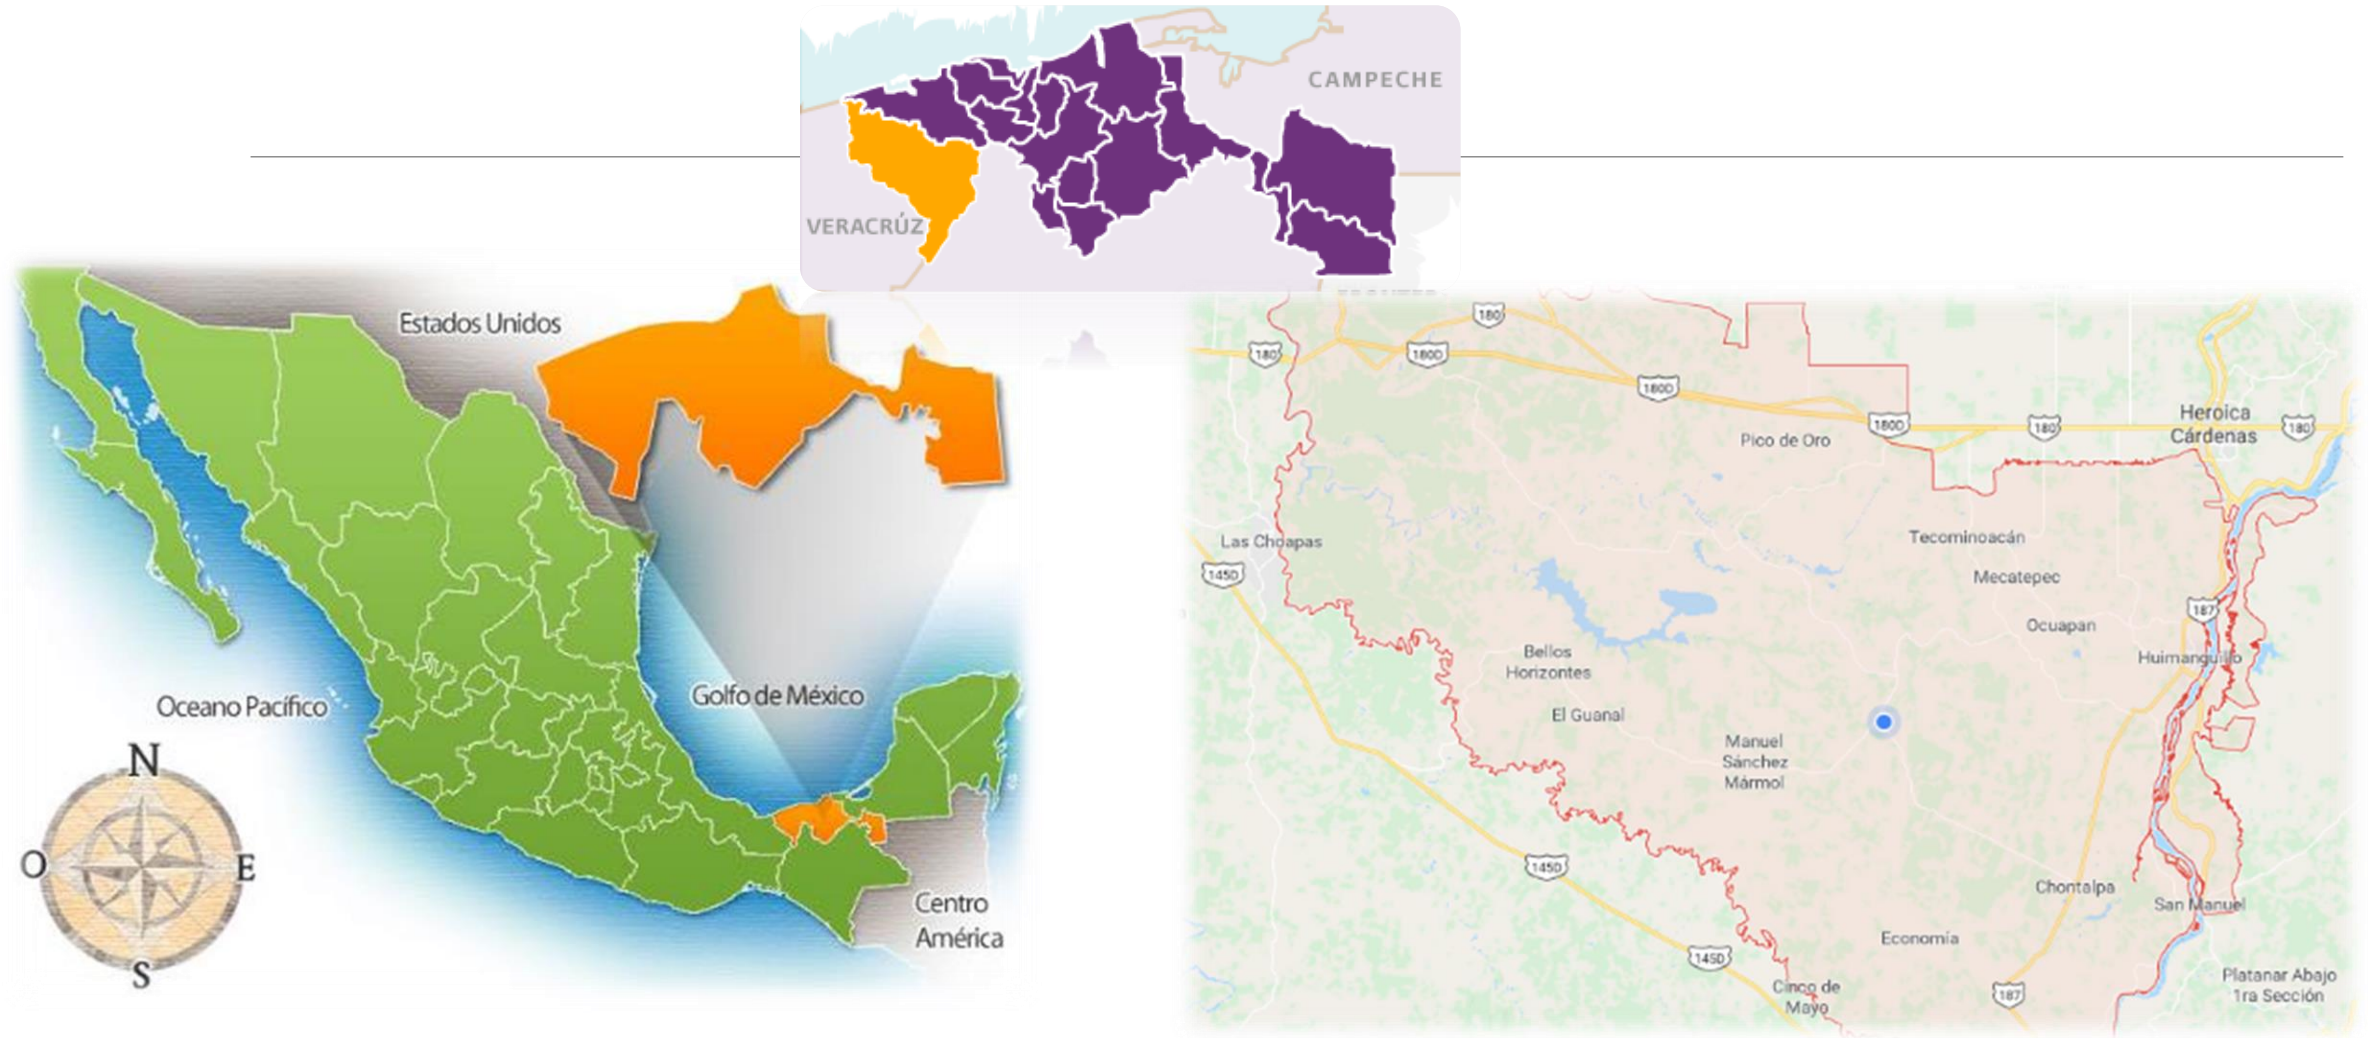 CAMPECHE
VERACRÚZ
Estados Unidos
Golfo de México
Oceano Pacífico
N
O
E
S
Centro
América
180
180
180D
180D
180D
180
180
Heroica
Cárdenas
Pico de Oro
Tecominoacán
Las Choapas
145D
Mecatepec
187
Ocuapan
Huimanguillo
Bellos
Horizontes
El Guanal
Manuel
Sánchez
Mármol
145D
Chontalpa
San Manuel
Economía
145D
Cinco de
Mayo
187
Platanar Abajo
1ra Sección